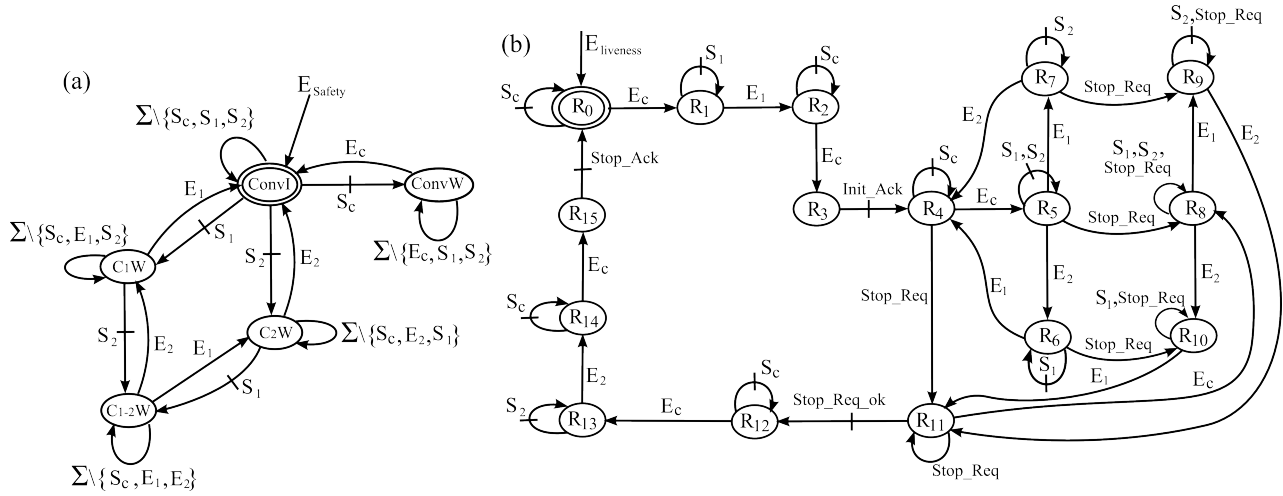 (a)
E_Safety
Σ\{S_c,S_1,S_2}
ConvI
E_c
S_c
ConvW
Σ\{E_c,S_1,S_2}
E_1
S_1
Σ\{S_c,E_1,S_2}
C_1W
S_2
E_2
S_2
E_2
E_1
C_2W
Σ\{S_c,E_2,S_1}
S_1
C_1-2W
Σ\{S_c,E_1,E_2}
(b)
E_liveness
S_c
R_0
E_c
S_1
R_1
E_1
S_c
R_2
E_c
R_3
Init_Ack
S_c
R_4
E_c
S_1,S_2
R_5
Stop_Req
S_1,S_2,
Stop_Req
R_8
S_2
R_7
Stop_Req
S_2,Stop_Req
R_9
E_2
E_2
E_1
E_1
E_2
E_2
E_1
R_6
S_1
Stop_Req
S_1,Stop_Req
R_10
E_1
E_c
Stop_Req
R_11
Stop_Req
Stop_Req_ok
S_c
R_12
E_c
S_2
R_13
E_2
S_c
R_14
E_c
R_15
Stop_Ack